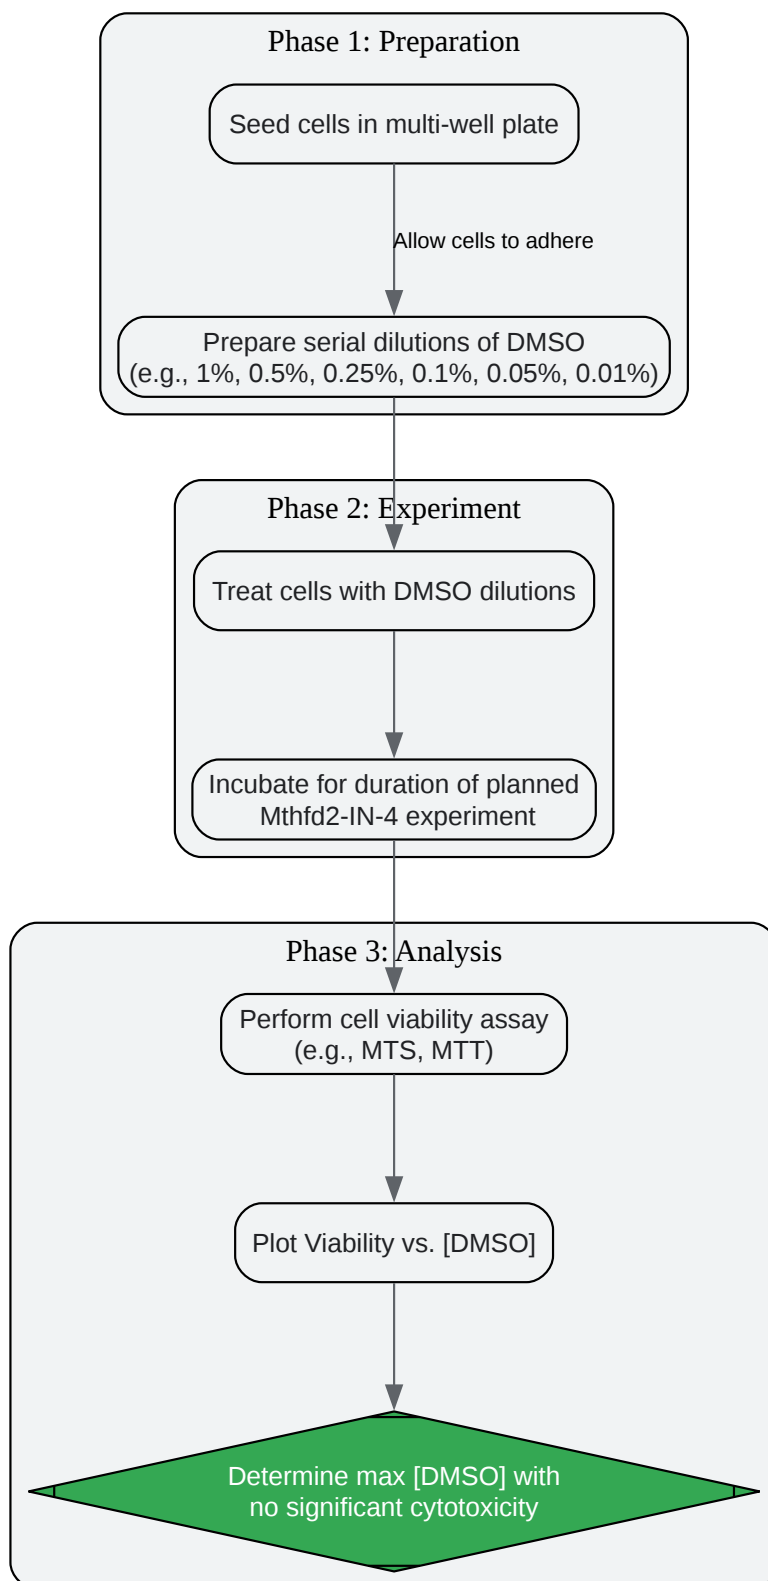 Phase 1: Preparation
Seed cells in multi-well plate
Allow cells to adhere
Prepare serial dilutions of DMSO
(e.g., 1%, 0.5%, 0.25%, 0.1%, 0.05%, 0.01%)
Phase 2: Experiment
Treat cells with DMSO dilutions
Incubate for duration of planned
Mthfd2-IN-4 experiment
Phase 3: Analysis
Perform cell viability assay
(e.g., MTS, MTT)
Plot Viability vs. [DMSO]
Determine max [DMSO] with
no significant cytotoxicity